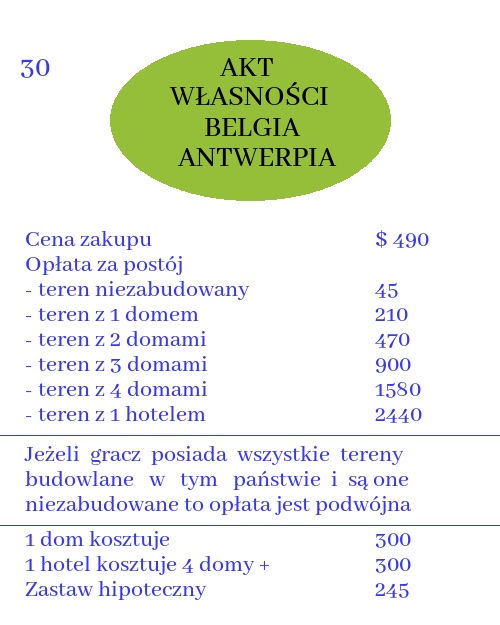 30
AKT
WŁASNOŚCI
BELGIA
ANTWERPIA
Cena zakupu $ 490
Opłata za postój
- teren niezabudowany 45
- teren z 1 domem 210
- teren z 2 domami 470
- teren z 3 domami 900
- teren z 4 domami 1580
- teren z 1 hotelem 2440
Jeżeli gracz posiada wszystkie tereny
budowlane w tym państwie i są one
niezabudowane to opłata jest podwójna
1 dom kosztuje 300
1 hotel kosztuje 4 domy + 300
Zastaw hipoteczny 245